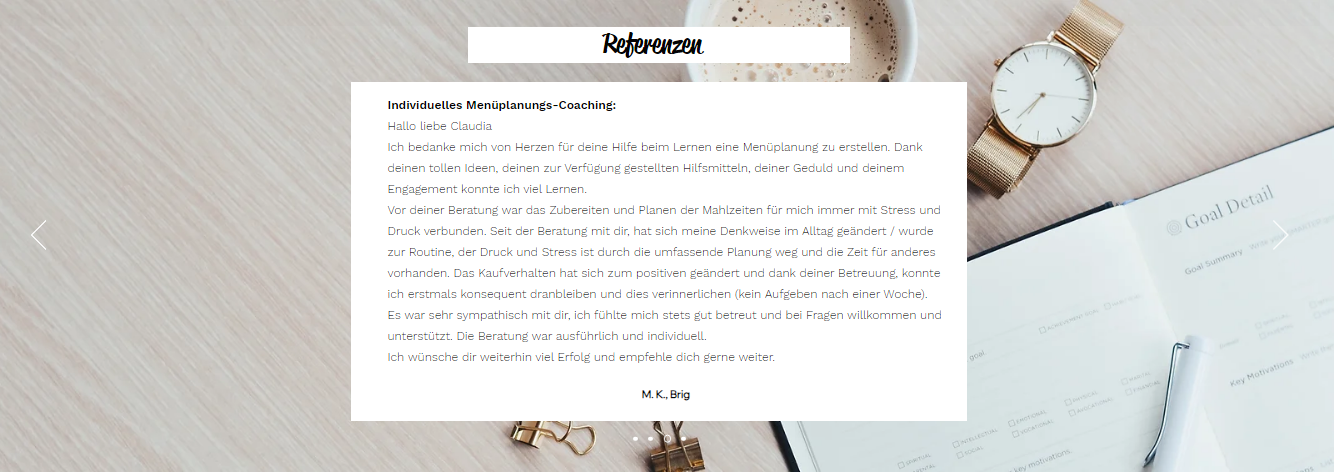 Referenzen
Individuelles Menüplanungs-Coaching:
Hallo liebe Claudia
Ich bedanke mich von Herzen für deine Hilfe beim Lernen eine Menüplanung zu erstellen. Dank
deinen tollen Ideen, deinen zur Verfügung gestellten Hilfsmitteln, deiner Geduld und deinem
Engagement konnte ich viel Lernen.
Vor deiner Beratung war das Zubereiten und Planen der Mahlzeiten für mich immer mit Stress und
Druck verbunden. Seit der Beratung mit dir, hat sich meine Denkweise im Alltag geändert / wurde
zur Routine, der Druck und Stress ist durch die umfassende Planung weg und die Zeit für anderes
vorhanden. Das Kaufverhalten hat sich zum positiven geändert und dank deiner Betreuung, konnte
ich erstmals konsequent dranbleiben und dies verinnerlichen (kein Aufgeben nach einer Woche).
Es war sehr sympathisch mit dir, ich fühlte mich stets gut betreut und bei Fragen willkommen und
unterstützt. Die Beratung war ausführlich und individuell.
Ich wünsche dir weiterhin viel Erfolg und empfehle dich gerne weiter.
M. K., Brig
Goal Detail
Goal Summary
goal.
Key Motivations
key motivations.